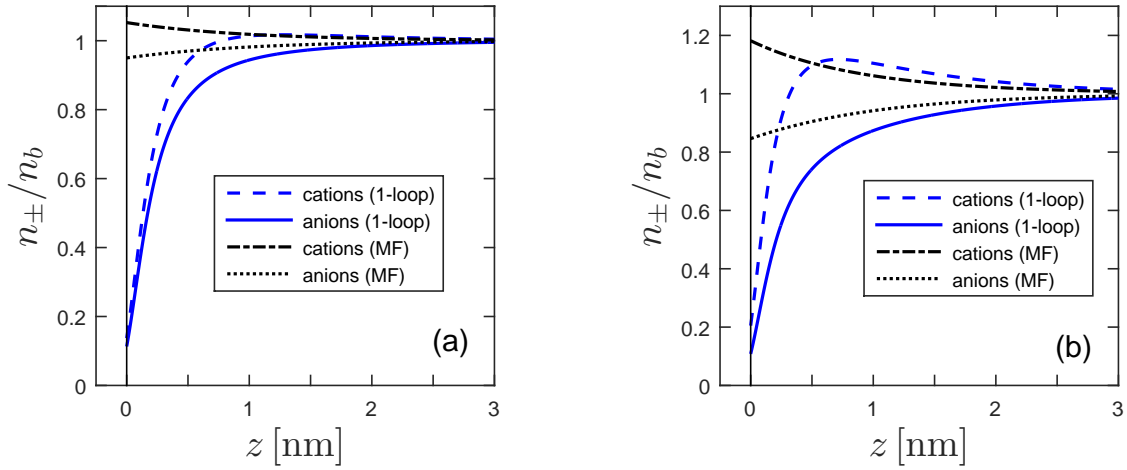 1
0.8
0.6
0.4
0.2
0
0
1
2
3
n±/nb
z [nm]
cations (1-loop)
anions (1-loop)
cations (MF)
anions (MF)
(a)
1.2
1
0.8
0.6
0.4
0.2
0
0
1
2
3
n±/nb
z [nm]
cations (1-loop)
anions (1-loop)
cations (MF)
anions (MF)
(b)